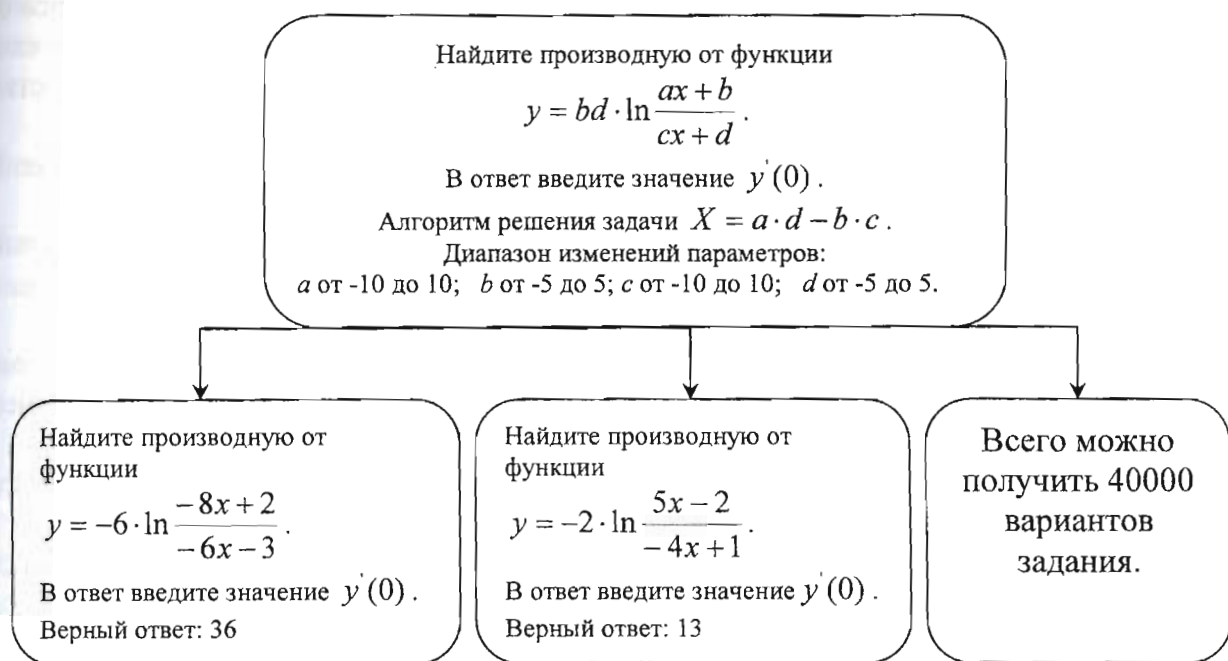 Найдите производную от функции
y = bd · ln (ax + b)/(cx + d) .
В ответ введите значение y'(0) .
Алгоритм решения задачи X = a · d − b · c .
Диапазон изменений параметров:
a от -10 до 10; b от -5 до 5; c от -10 до 10; d от -5 до 5.
Найдите производную от
функции
y = −6 · ln (−8x + 2)/(−6x − 3) .
В ответ введите значение y'(0) .
Верный ответ: 36
Найдите производную от
функции
y = −2 · ln (5x − 2)/(−4x + 1) .
В ответ введите значение y'(0) .
Верный ответ: 13
Всего можно
получить 40000
вариантов
задания.